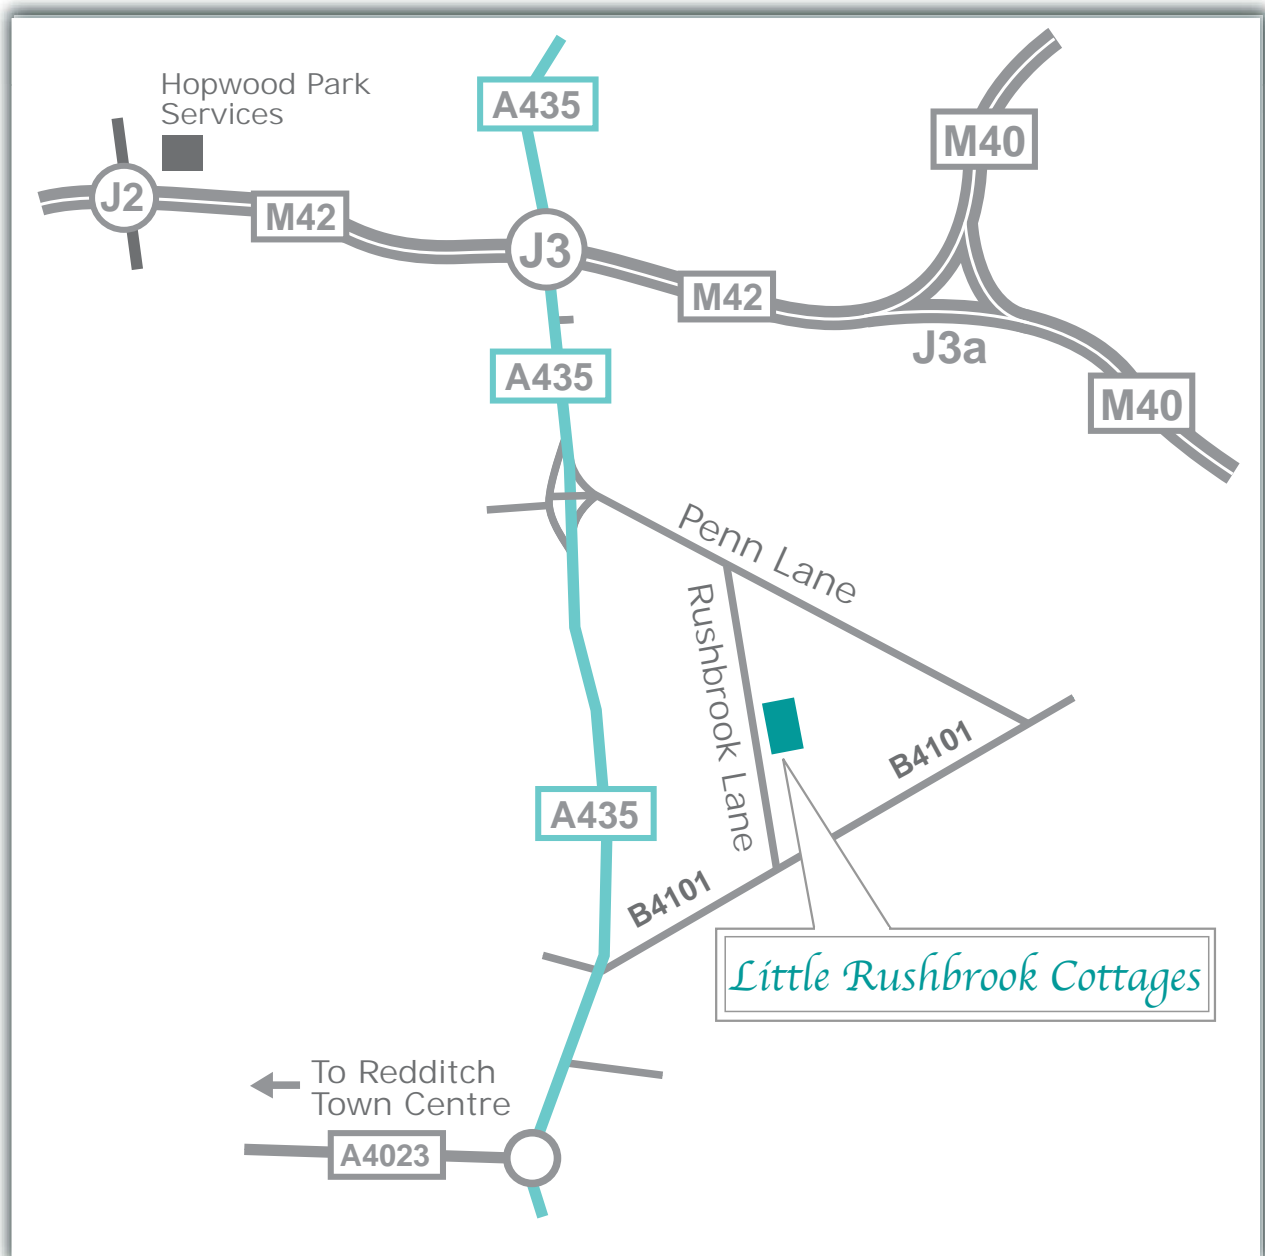 Hopwood Park
Services
A435
M40
J2
M42
J3
M42
J3a
A435
M40
Penn Lane
Rushbrook Lane
B4101
A435
B4101
Little Rushbrook Cottages
To Redditch
Town Centre
A4023